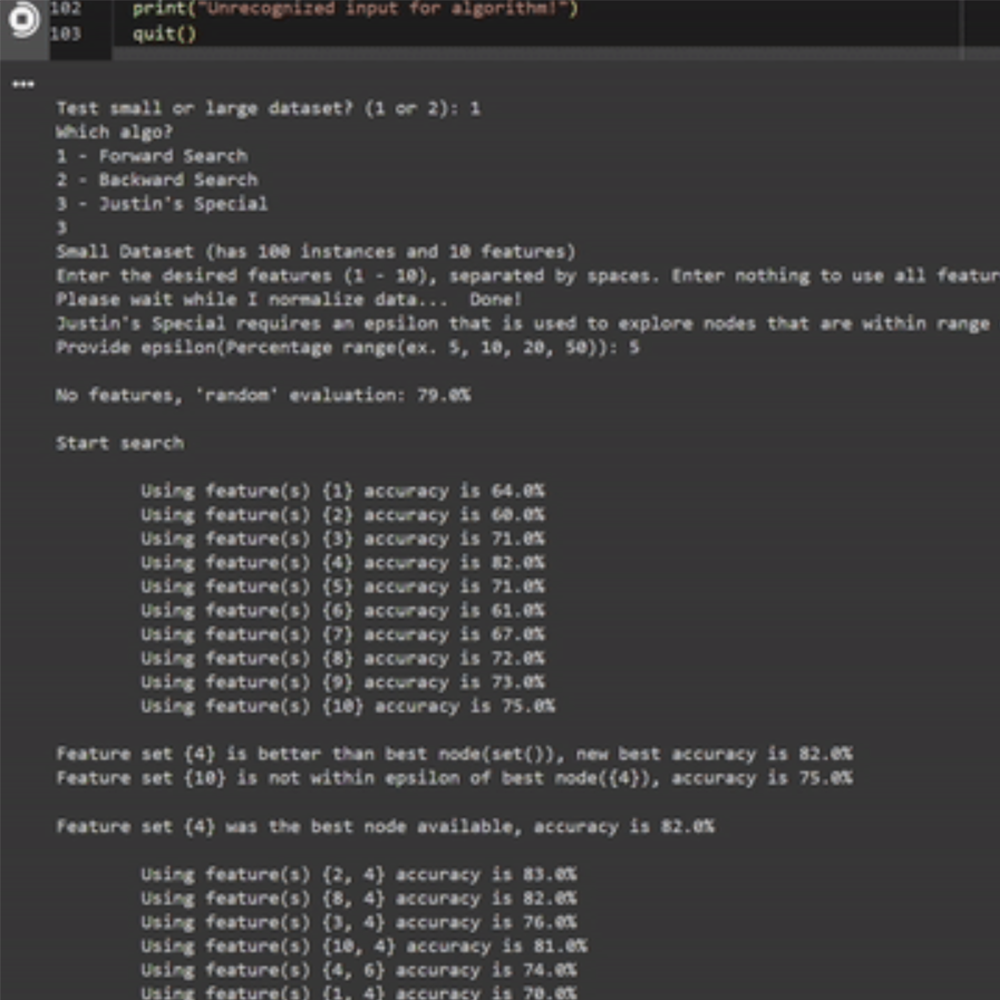 102 print("Unrecognized input for algorithm!")
103 quit()
Test small or large dataset? (1 or 2): 1
Which algo?
1 - Forward Search
2 - Backward Search
3 - Justin's Special
3
Small Dataset (has 100 instances and 10 features)
Enter the desired features (1 - 10), separated by spaces. Enter nothing to use all featur
Please wait while I normalize data... Done!
Justin's Special requires an epsilon that is used to explore nodes that are within range
Provide epsilon(Percentage range(ex. 5, 10, 20, 50)): 5
No features, 'random' evaluation: 79.0%
Start search
Using feature(s) {1} accuracy is 64.0%
Using feature(s) {2} accuracy is 60.0%
Using feature(s) {3} accuracy is 71.0%
Using feature(s) {4} accuracy is 82.0%
Using feature(s) {5} accuracy is 71.0%
Using feature(s) {6} accuracy is 61.0%
Using feature(s) {7} accuracy is 67.0%
Using feature(s) {8} accuracy is 72.0%
Using feature(s) {9} accuracy is 73.0%
Using feature(s) {10} accuracy is 75.0%
Feature set {4} is better than best node(set()), new best accuracy is 82.0%
Feature set {10} is not within epsilon of best node({4}), accuracy is 75.0%
Feature set {4} was the best node available, accuracy is 82.0%
Using feature(s) {2, 4} accuracy is 83.0%
Using feature(s) {8, 4} accuracy is 82.0%
Using feature(s) {3, 4} accuracy is 76.0%
Using feature(s) {10, 4} accuracy is 81.0%
Using feature(s) {4, 6} accuracy is 74.0%
Using feature(s) {1, 4} accuracy is 70.0%